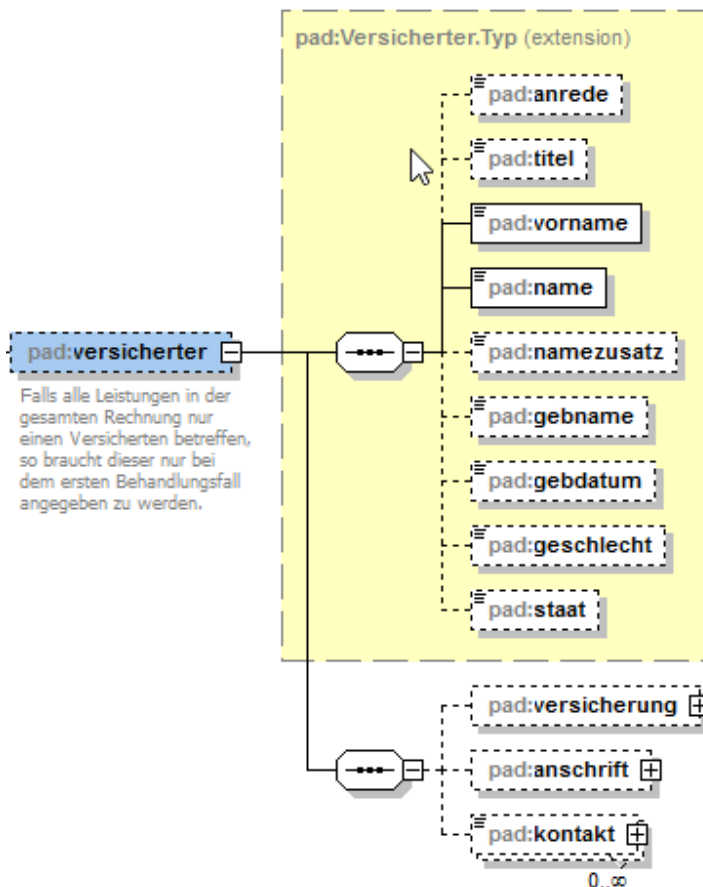 pad:Versicherter.Typ (extension)
pad:anrede
pad:titel
pad:vorname
pad:name
pad:versicherter
Falls alle Leistungen in der
gesamten Rechnung nur
einen Versicherten betreffen,
so braucht dieser nur bei
dem ersten Behandlungsfall
angegeben zu werden.
pad:namezusatz
pad:gebname
pad:gebdatum
pad:geschlecht
pad:staat
pad:versicherung
pad:anschrift
pad:kontakt
0..∞